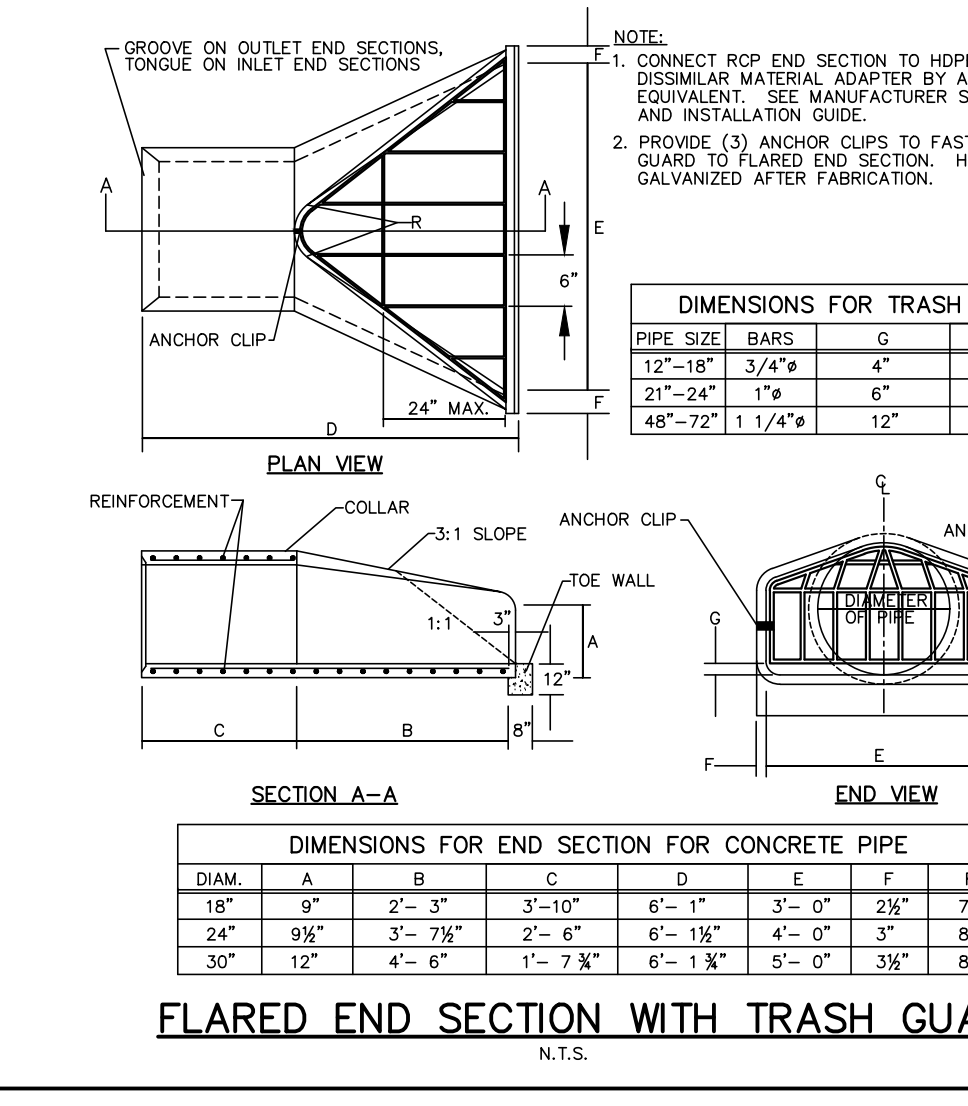 GROOVE ON OUTLET END SECTIONS,
TONGUE ON INLET END SECTIONS
F
NOTE:
1. CONNECT RCP END SECTION TO HDPE
DISSIMILAR MATERIAL ADAPTER BY A
EQUIVALENT. SEE MANUFACTURER S
AND INSTALLATION GUIDE.
2. PROVIDE (3) ANCHOR CLIPS TO FAST
GUARD TO FLARED END SECTION. H
GALVANIZED AFTER FABRICATION.
A
A
R
E
6"
ANCHOR CLIP
24" MAX.
F
D
PLAN VIEW
DIMENSIONS FOR TRASH
PIPE SIZE BARS G
12"-18" 3/4"ø 4"
21"-24" 1"ø 6"
48"-72" 1 1/4"ø 12"
REINFORCEMENT
COLLAR
3:1 SLOPE
TOE WALL
1:1
3"
A
12"
8"
C
B
SECTION A-A
℄
ANCHOR CLIP
AN
DIAMETER
OF PIPE
G
F
E
END VIEW
DIMENSIONS FOR END SECTION FOR CONCRETE PIPE
DIAM. A B C D E F
18" 9" 2'- 3" 3'-10" 6'- 1" 3'- 0" 2½" 7
24" 9½" 3'- 7½" 2'- 6" 6'- 1½" 4'- 0" 3" 8
30" 12" 4'- 6" 1'- 7 ¾" 6'- 1 ¾" 5'- 0" 3½" 8
FLARED END SECTION WITH TRASH GUA
N.T.S.